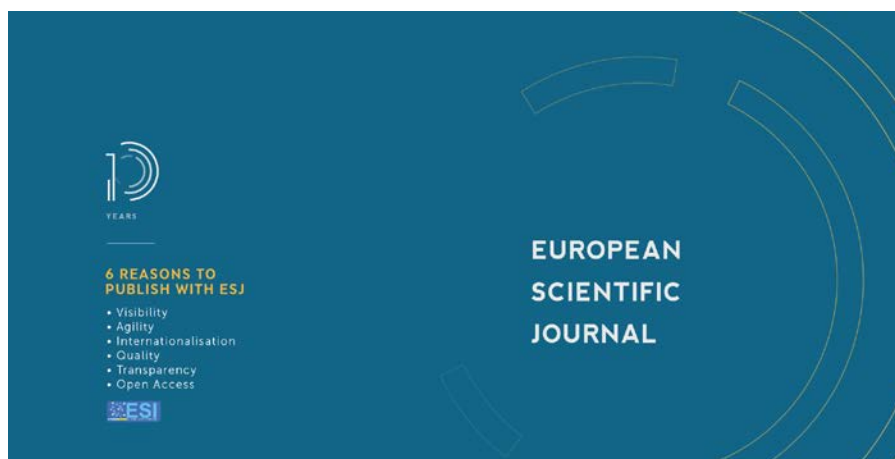 10
YEARS
6 REASONS TO
PUBLISH WITH ESJ
• Visibility
• Agility
• Internationalisation
• Quality
• Transparency
• Open Access
ESI
EUROPEAN
SCIENTIFIC
JOURNAL